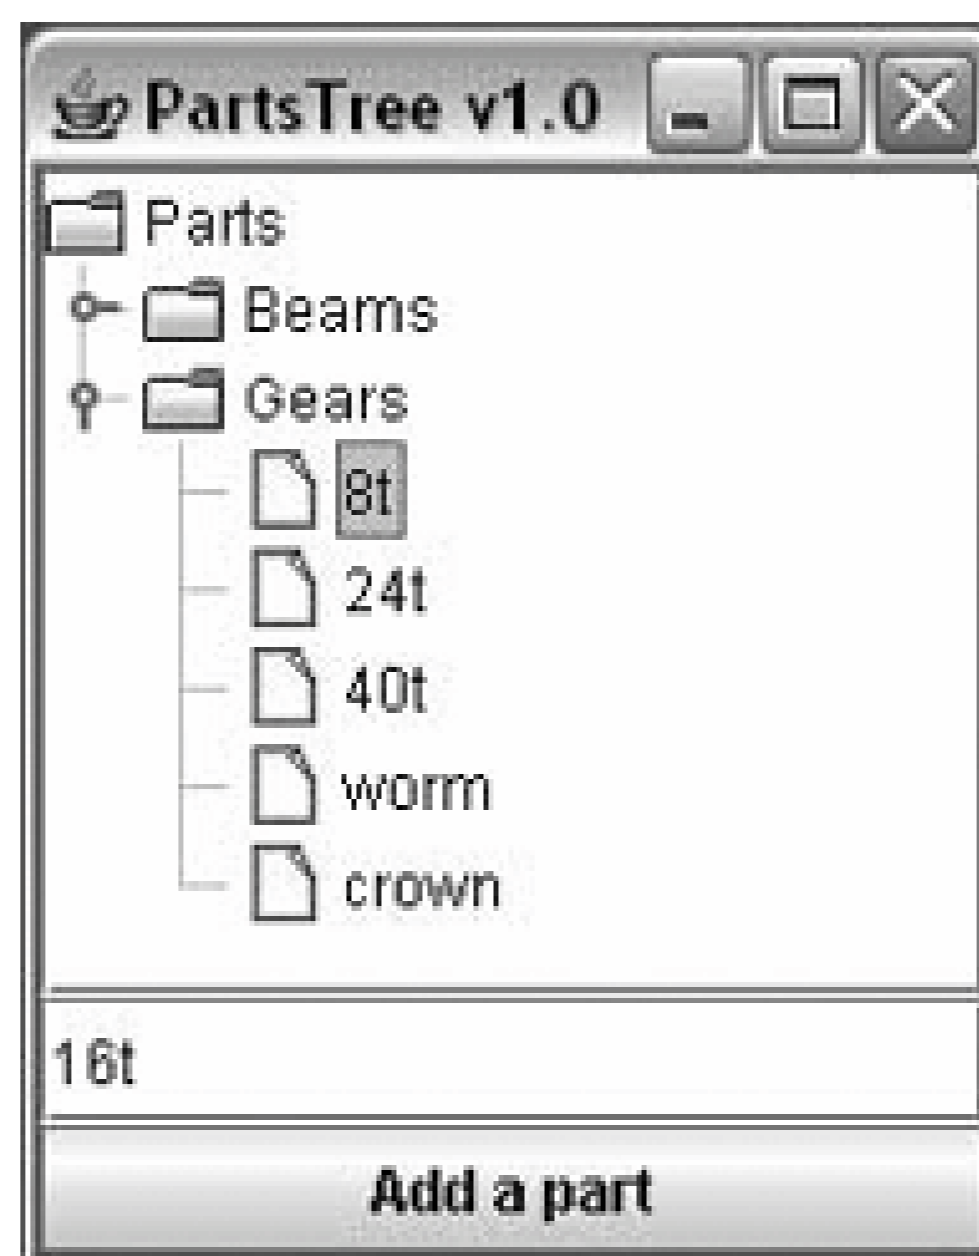 PartsTree v1.0
Parts
Beams
Gears
8t
24t
40t
worm
crown
16t
Add a part